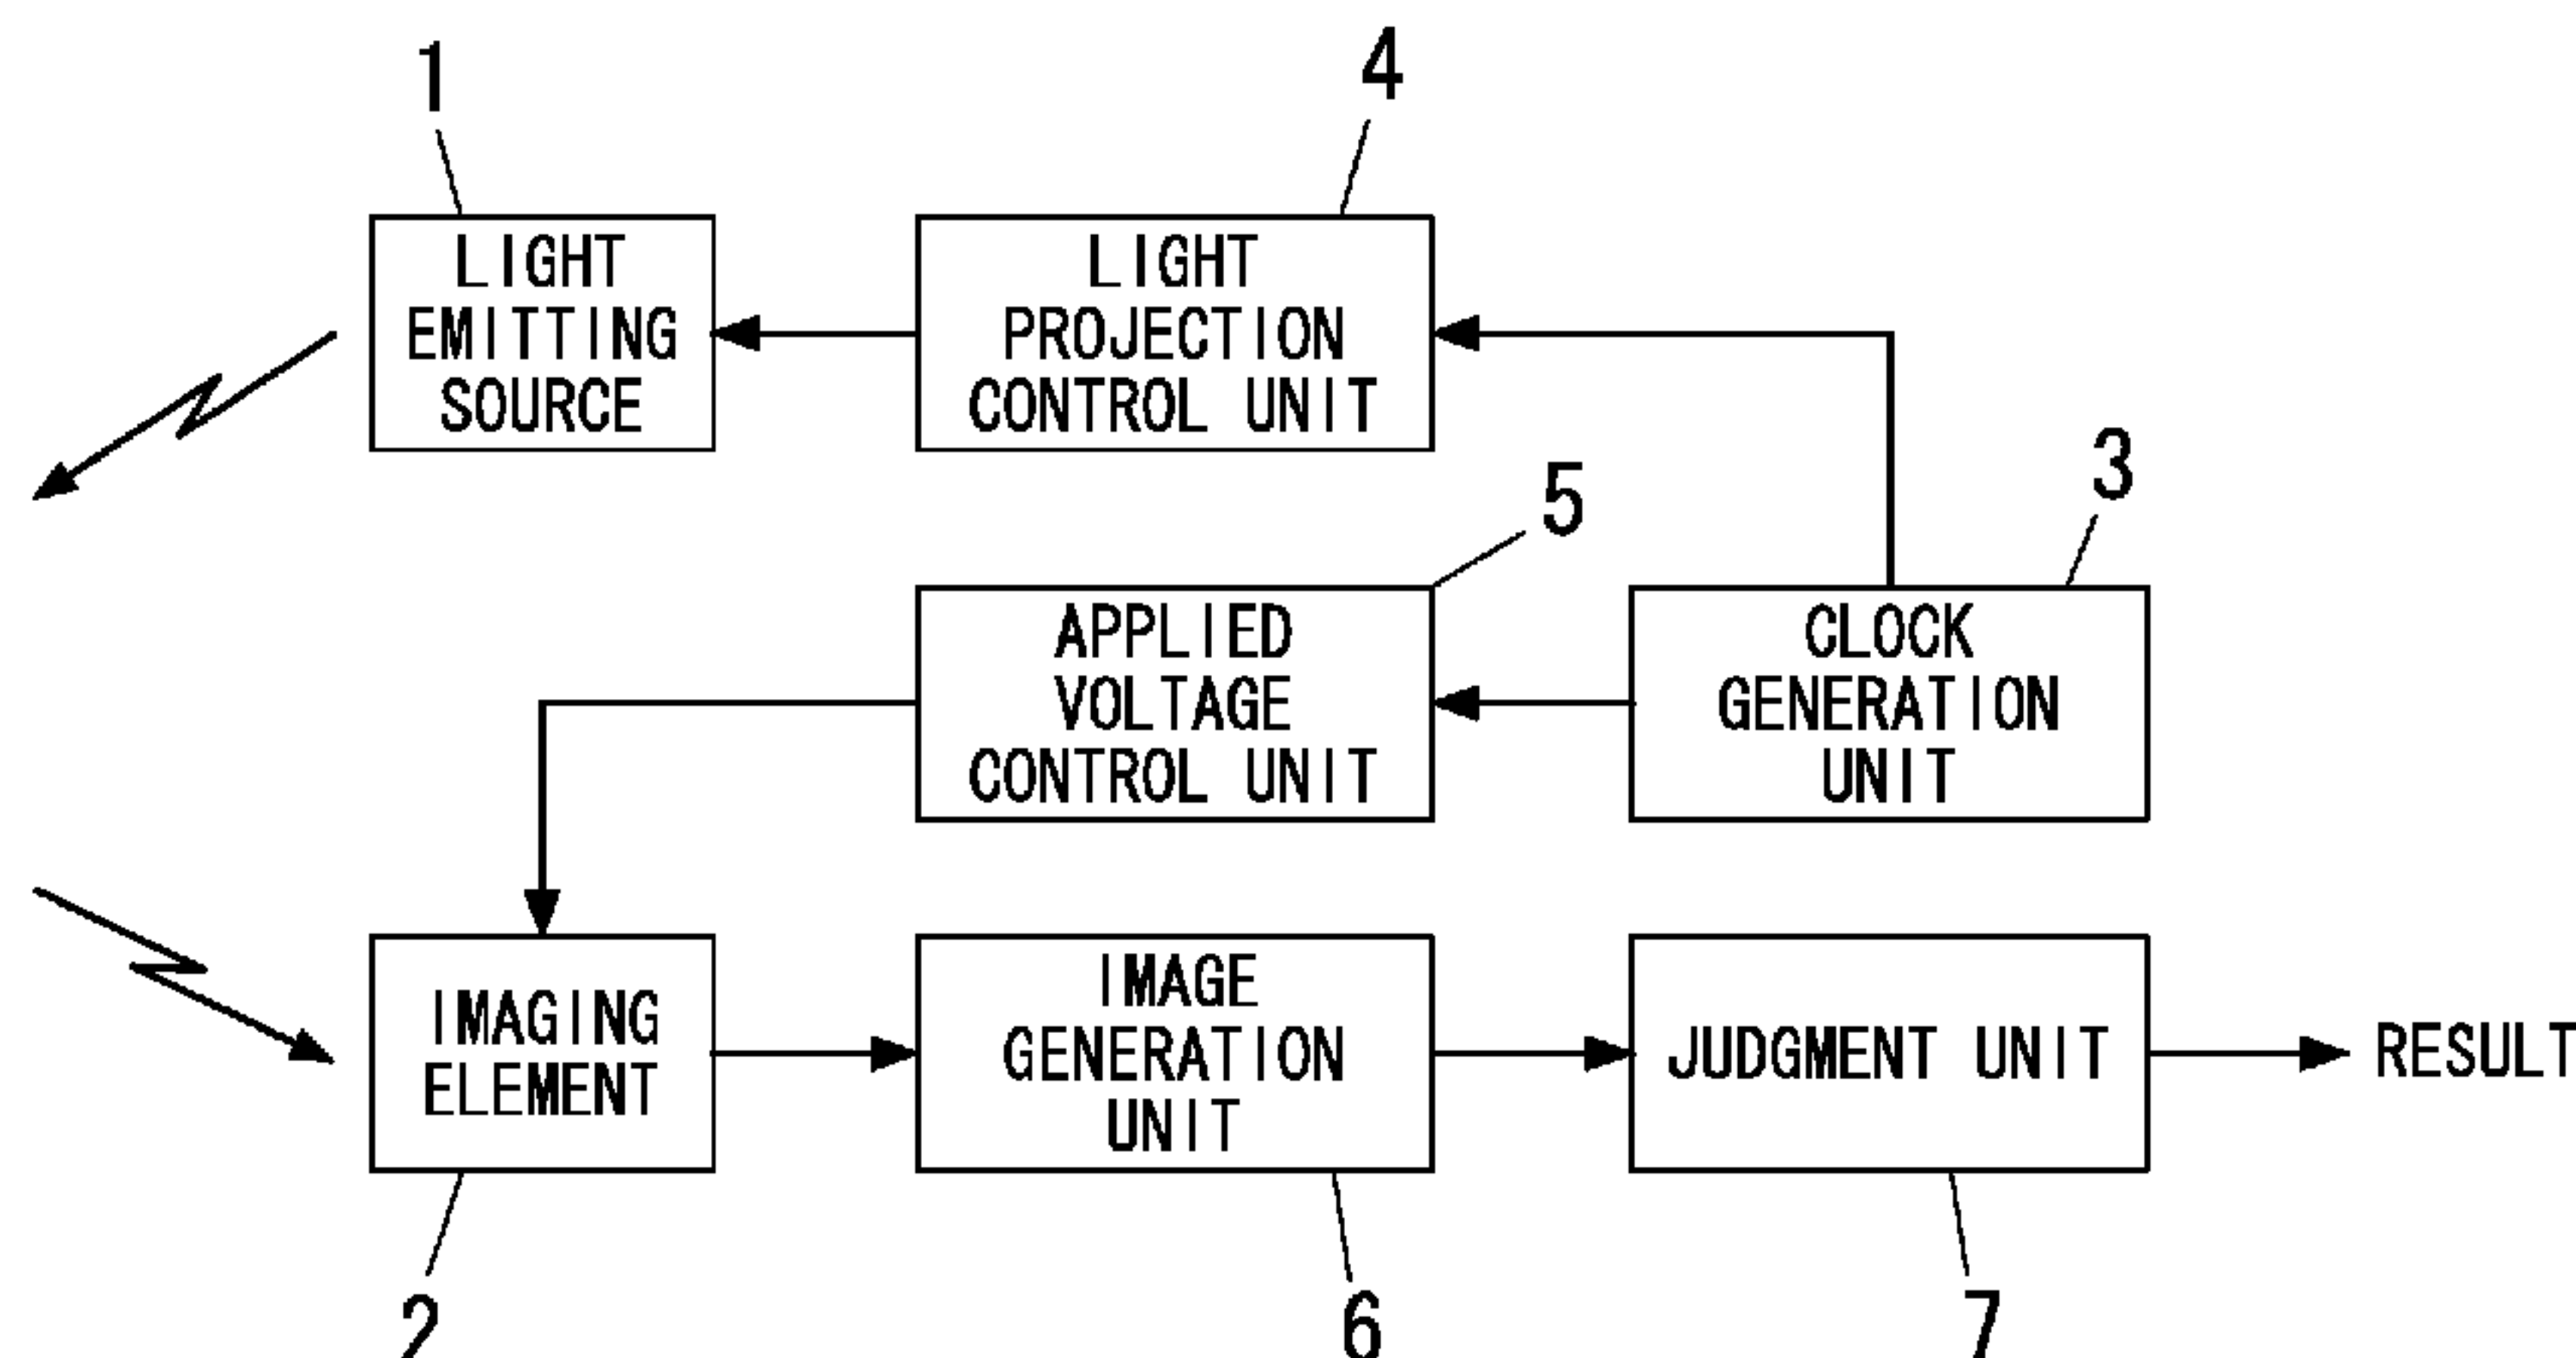 1
4
LIGHT
EMITTING
SOURCE
LIGHT
PROJECTION
CONTROL UNIT
5
3
APPLIED
VOLTAGE
CONTROL UNIT
CLOCK
GENERATION
UNIT
IMAGING
ELEMENT
IMAGE
GENERATION
UNIT
JUDGMENT UNIT
RESULT
2
6
7